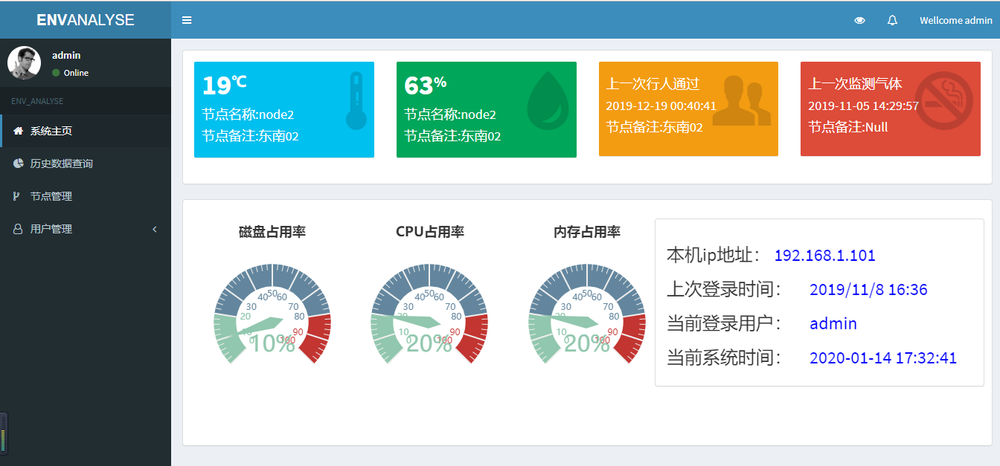 ENVANALYSE
Wellcome admin
admin
Online
ENV_ANALYSE
系统主页
历史数据查询
节点管理
用户管理
19℃
节点名称:node2
节点备注:东南02
63%
节点名称:node2
节点备注:东南02
上一次行人通过
2019-12-19 00:40:41
节点备注:东南02
上一次监测气体
2019-11-05 14:29:57
节点备注:Null
磁盘占用率
0 10 20 30 40 50 60 70 80 90 100
10%
CPU占用率
0 10 20 30 40 50 60 70 80 90 100
20%
内存占用率
0 10 20 30 40 50 60 70 80 90 100
20%
本机ip地址： 192.168.1.101
上次登录时间： 2019/11/8 16:36
当前登录用户： admin
当前系统时间： 2020-01-14 17:32:41